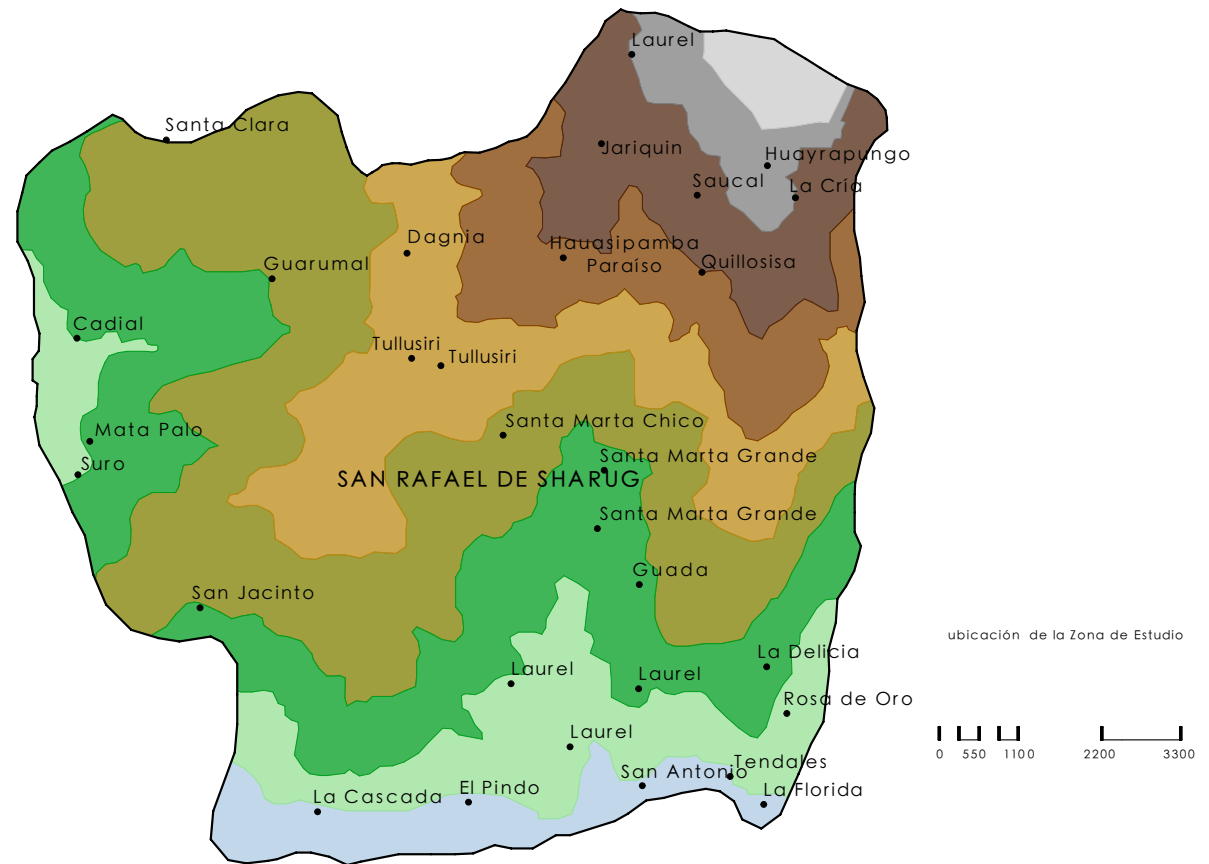 Laurel
Santa Clara
Jariquin
Huayrapungo
Saucal
La Cría
Dagnia
Hauasipamba
Paraíso
Quillosisa
Guarumal
Cadial
Tullusiri
Tullusiri
Santa Marta Chico
Mata Palo
Santa Marta Grande
Suro
SAN RAFAEL DE SHARUG
Santa Marta Grande
Guada
San Jacinto
ubicación de la Zona de Estudio
La Delicia
Laurel
Laurel
Rosa de Oro
Laurel
0 550 1100 2200 3300
Tendales
San Antonio
El Pindo
La Florida
La Cascada